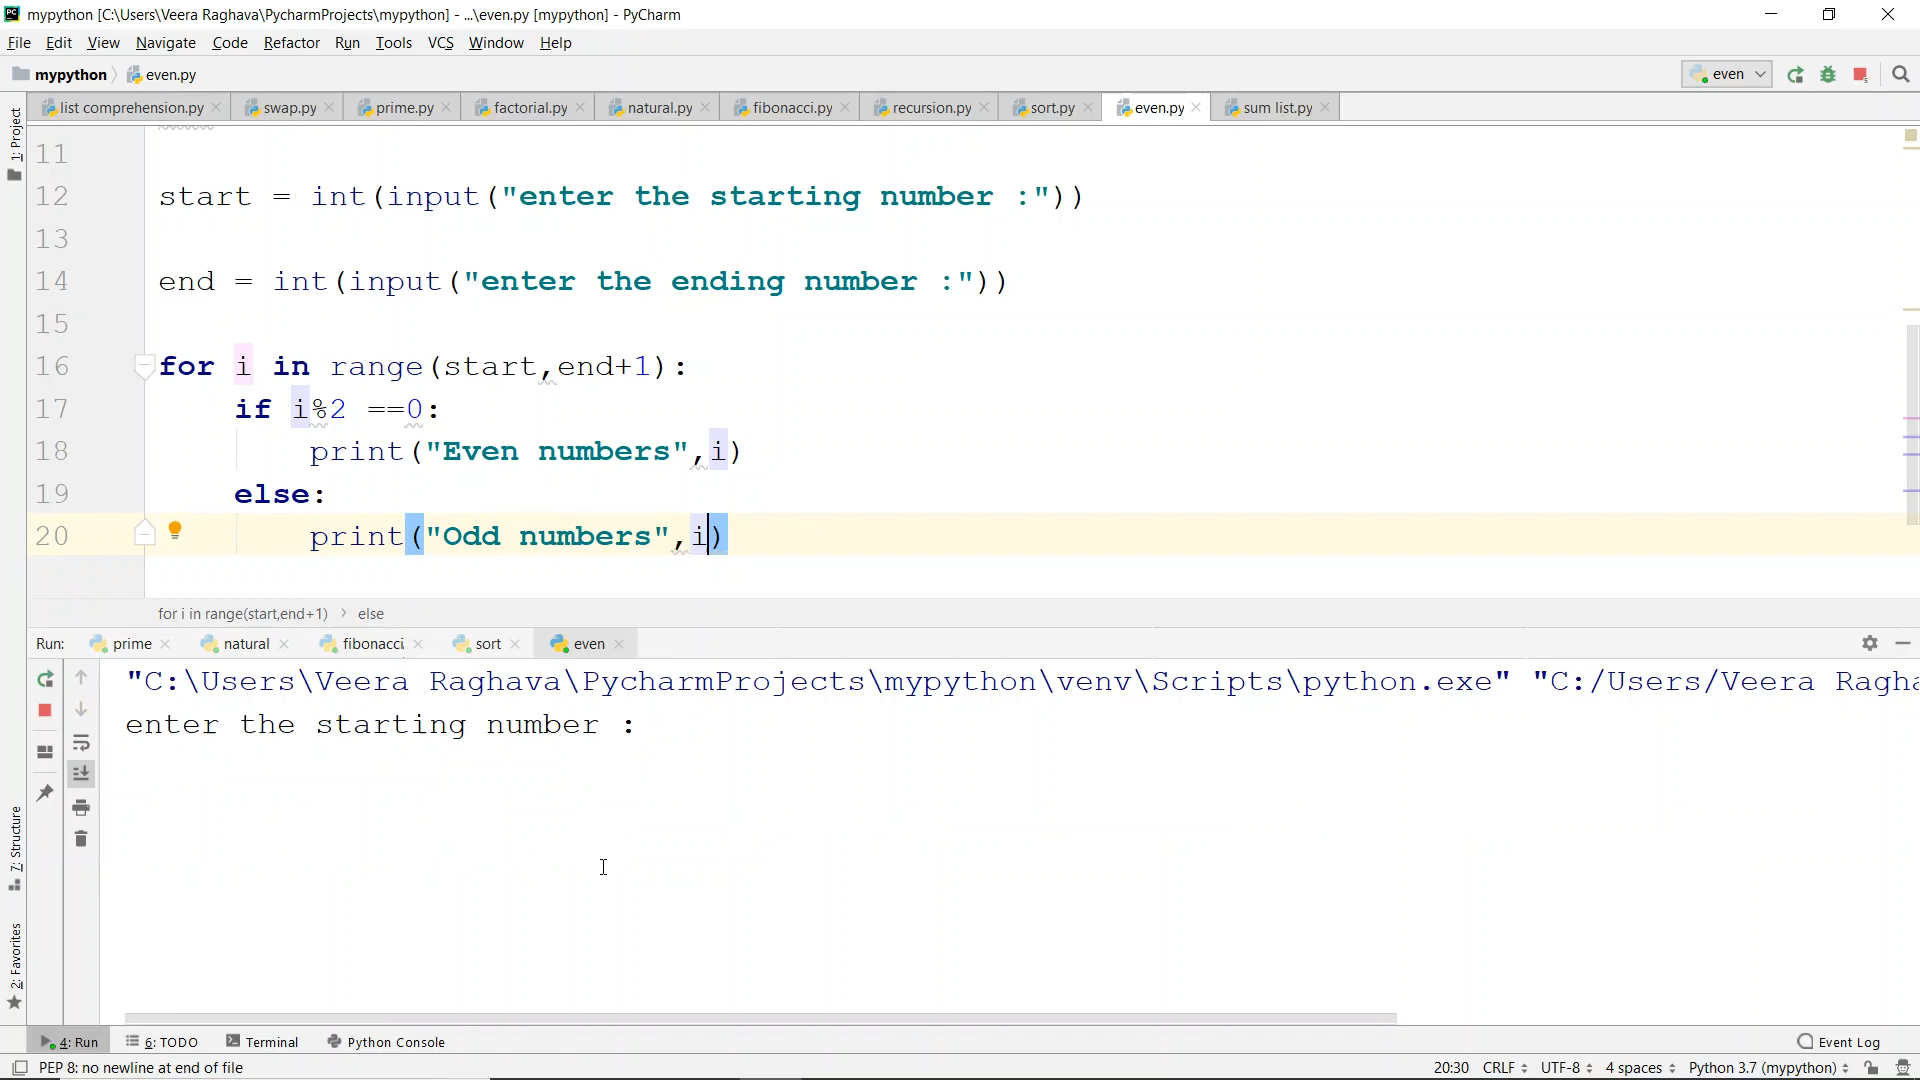 mypython [C:\Users\Veera Raghava\PycharmProjects\mypython] - ...\even.py [mypython] - PyCharm
File Edit View Navigate Code Refactor Run Tools VCS Window Help
mypython even.py even
list comprehension.py swap.py prime.py factorial.py natural.py fibonacci.py recursion.py sort.py even.py sum list.py
1: Project
11
12 start = int(input("enter the starting number :"))
13
14 end = int(input("enter the ending number :"))
15
16 for i in range(start,end+1):
17 if i%2 ==0:
18 print("Even numbers",i)
19 else:
20 print("Odd numbers",i)
for i in range(start,end+1) › else
Run: prime natural fibonacci sort even
"C:\Users\Veera Raghava\PycharmProjects\mypython\venv\Scripts\python.exe" "C:/Users/Veera Ragha
enter the starting number :
7: Structure
2: Favorites
4: Run 6: TODO Terminal Python Console Event Log
PEP 8: no newline at end of file 20:30 CRLF UTF-8 4 spaces Python 3.7 (mypython)